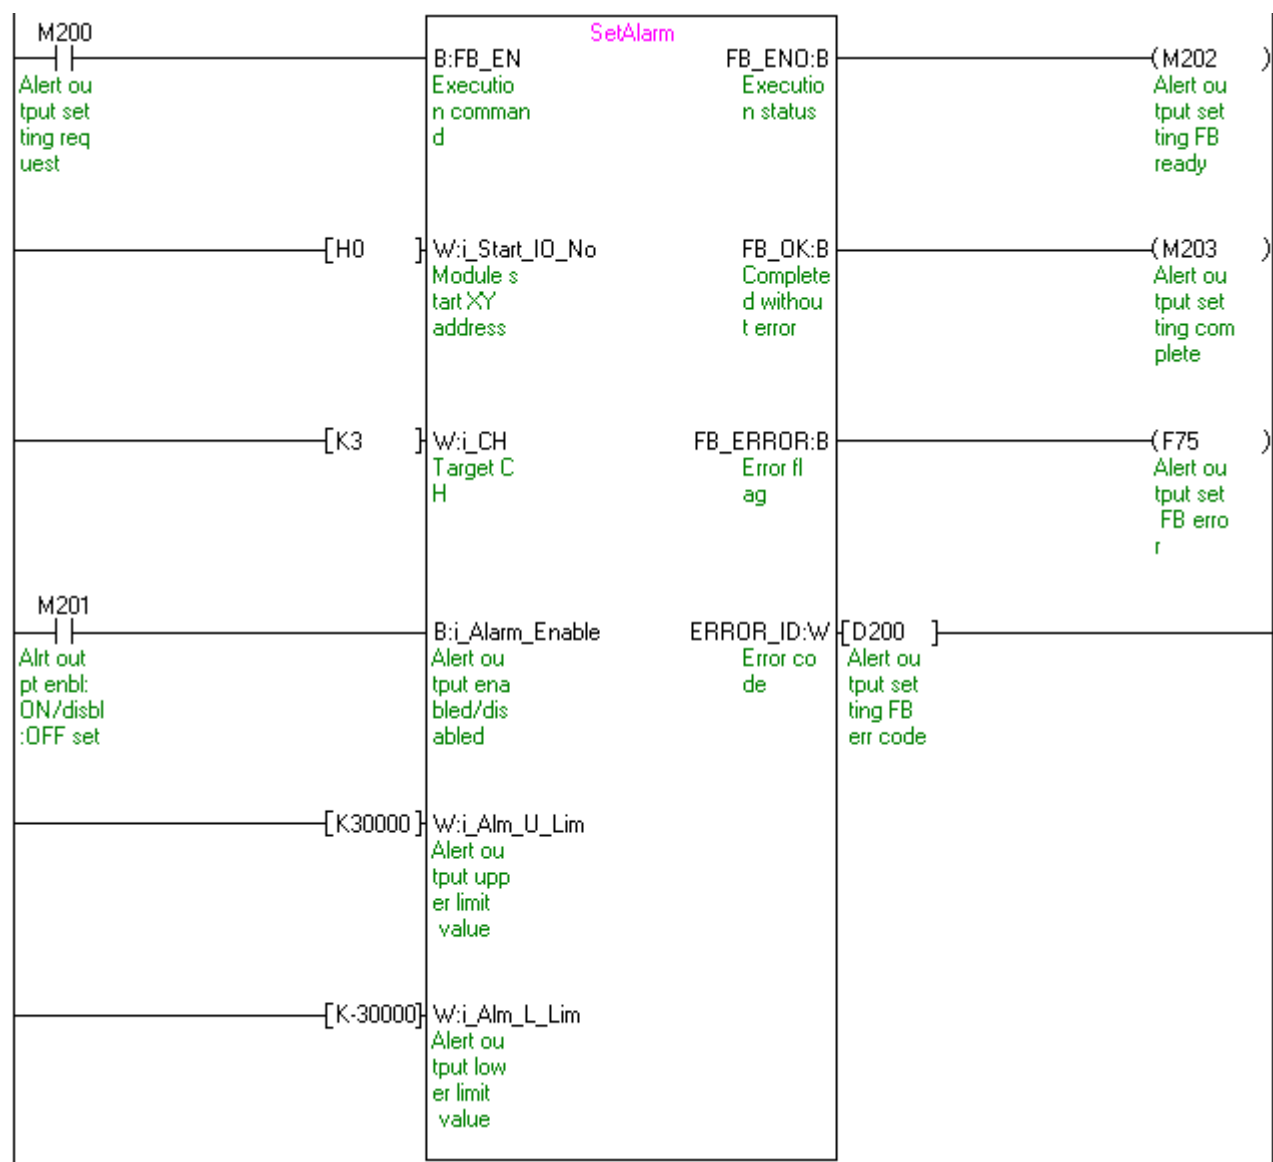 M200
SetAlarm
B:FB_EN
FB_ENO:B
(M202 )
Alert ou
tput set
ting req
uest
Executio
n comman
d
Executio
n status
Alert ou
tput set
ting FB
ready
[H0 ]
W:i_Start_IO_No
FB_OK:B
(M203 )
Module s
tart XY
address
Complete
d withou
t error
Alert ou
tput set
ting com
plete
[K3 ]
W:i_CH
FB_ERROR:B
(F75 )
Target C
H
Error fl
ag
Alert ou
tput set
FB erro
r
M201
B:i_Alarm_Enable
ERROR_ID:W
[D200 ]
Alrt out
pt enbl:
ON/disbl
:OFF set
Alert ou
tput ena
bled/dis
abled
Error co
de
Alert ou
tput set
ting FB
err code
[K30000]
W:i_Alm_U_Lim
Alert ou
tput upp
er limit
value
[K-30000]
W:i_Alm_L_Lim
Alert ou
tput low
er limit
value